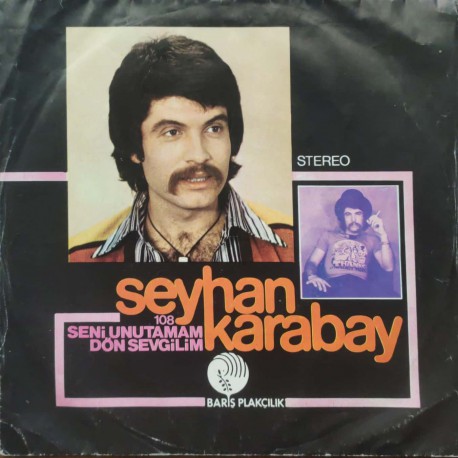 STEREO
seyhan
karabay
108
SENİ UNUTAMAM
DÖN SEVGİLİM
BARIŞ PLAKÇILIK